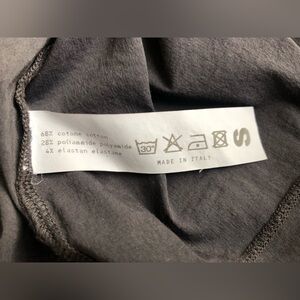 68% cotone cotton
28% poliammide polyamide
4% elastan elastane
30°
MADE IN ITALY
S